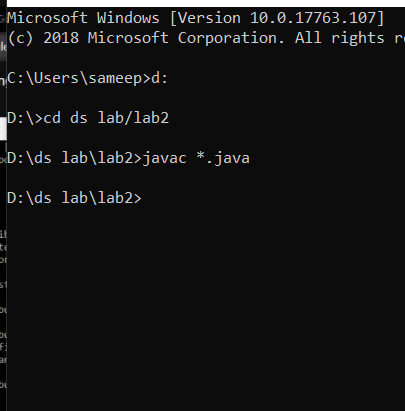 Microsoft Windows [Version 10.0.17763.107]
(c) 2018 Microsoft Corporation. All rights
C:\Users\sameep>d:
D:\>cd ds lab/lab2
D:\ds lab\lab2>javac *.java
D:\ds lab\lab2>